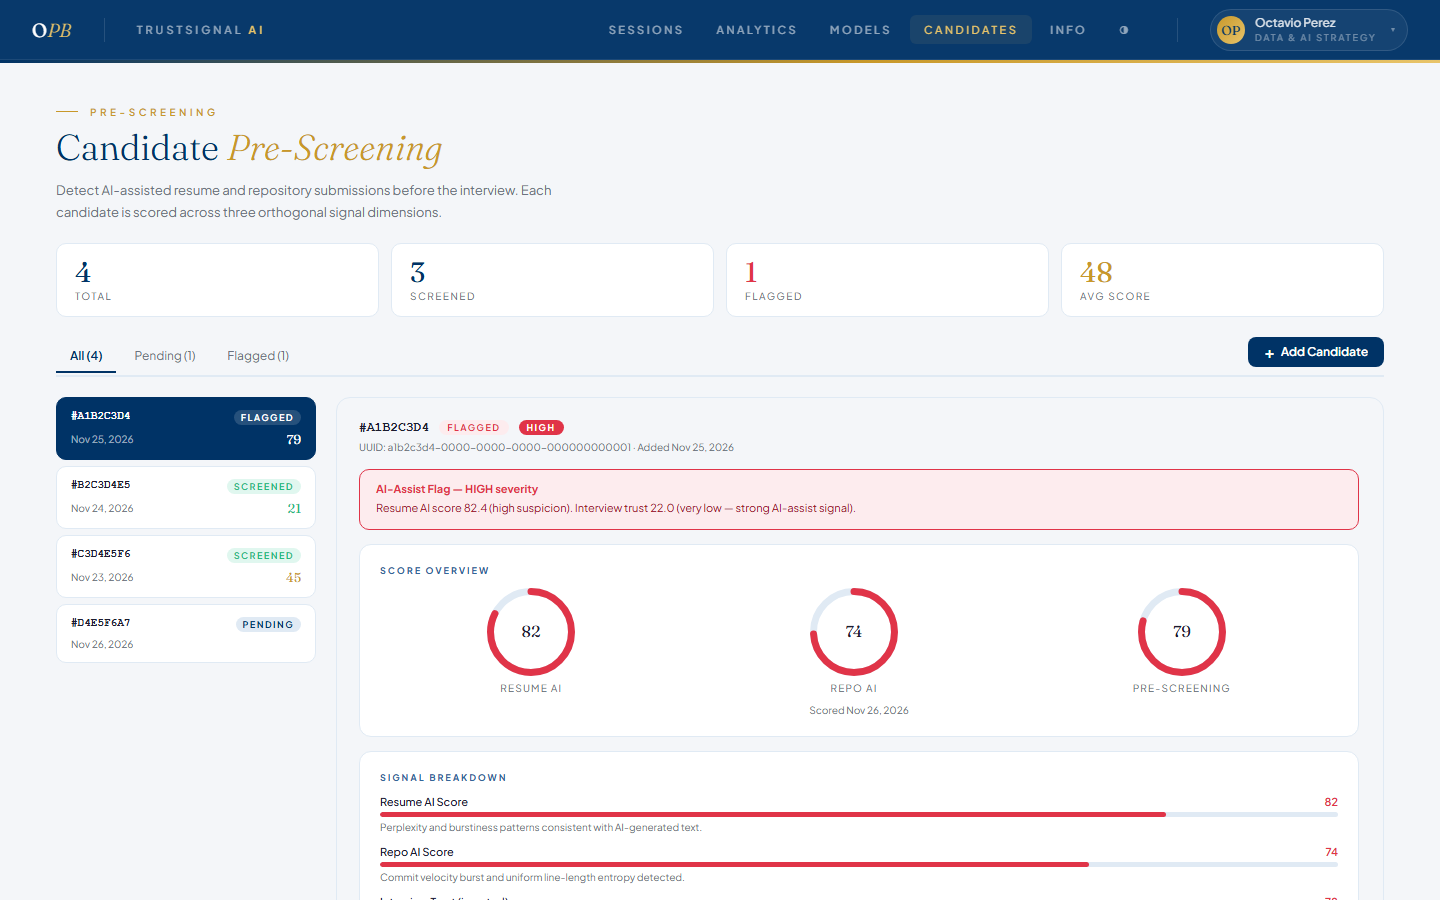 OPB
TRUSTSIGNAL AI
SESSIONS
ANALYTICS
MODELS
CANDIDATES
INFO
OP
Octavio Perez
DATA & AI STRATEGY
PRE-SCREENING
Candidate Pre-Screening
Detect AI-assisted resume and repository submissions before the interview. Each
candidate is scored across three orthogonal signal dimensions.
4
TOTAL
3
SCREENED
1
FLAGGED
48
AVG SCORE
All (4)
Pending (1)
Flagged (1)
+ Add Candidate
#A1B2C3D4
FLAGGED
Nov 25, 2026
79
#B2C3D4E5
SCREENED
Nov 24, 2026
21
#C3D4E5F6
SCREENED
Nov 23, 2026
45
#D4E5F6A7
PENDING
Nov 26, 2026
#A1B2C3D4 FLAGGED HIGH
UUID: a1b2c3d4-0000-0000-0000-000000000001 · Added Nov 25, 2026
AI-Assist Flag — HIGH severity
Resume AI score 82.4 (high suspicion). Interview trust 22.0 (very low — strong AI-assist signal).
SCORE OVERVIEW
82
RESUME AI
74
REPO AI
Scored Nov 26, 2026
79
PRE-SCREENING
SIGNAL BREAKDOWN
Resume AI Score
82
Perplexity and burstiness patterns consistent with AI-generated text.
Repo AI Score
74
Commit velocity burst and uniform line-length entropy detected.